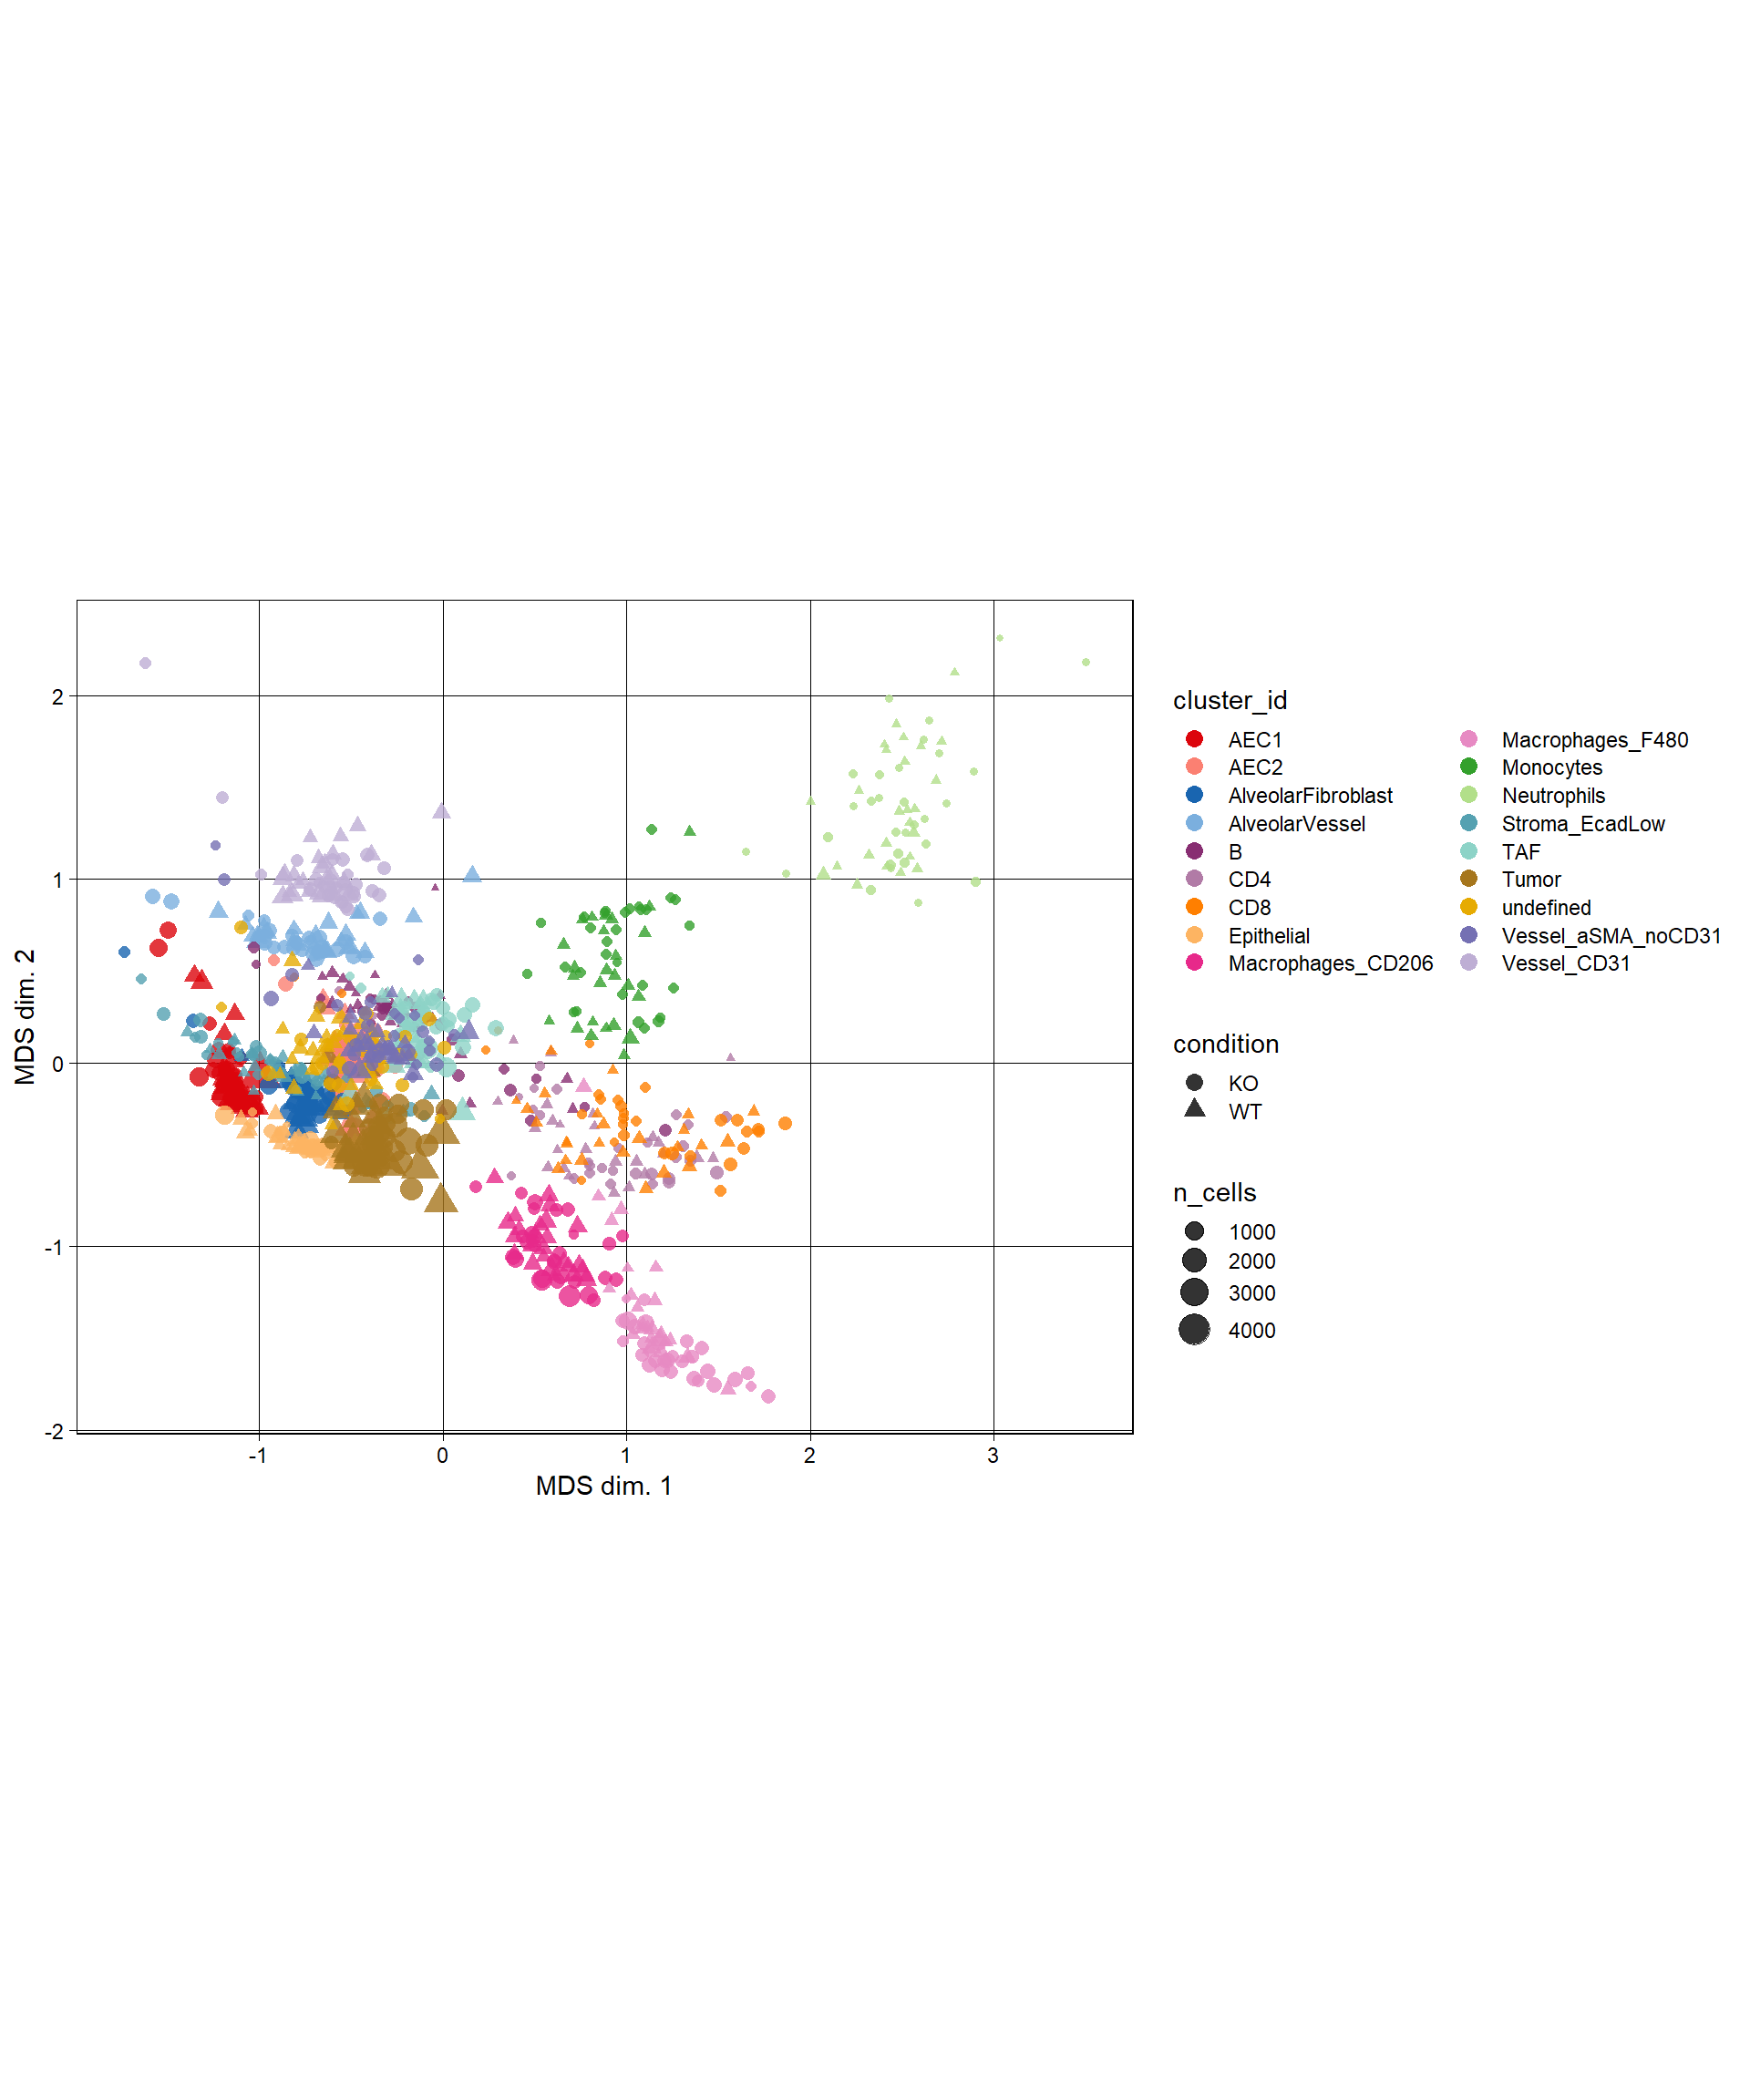 2
1
0
-1
-2
MDS dim. 2
-1
0
1
2
3
MDS dim. 1
cluster_id
AEC1
AEC2
AlveolarFibroblast
AlveolarVessel
B
CD4
CD8
Epithelial
Macrophages_CD206
Macrophages_F480
Monocytes
Neutrophils
Stroma_EcadLow
TAF
Tumor
undefined
Vessel_aSMA_noCD31
Vessel_CD31
condition
KO
WT
n_cells
1000
2000
3000
4000